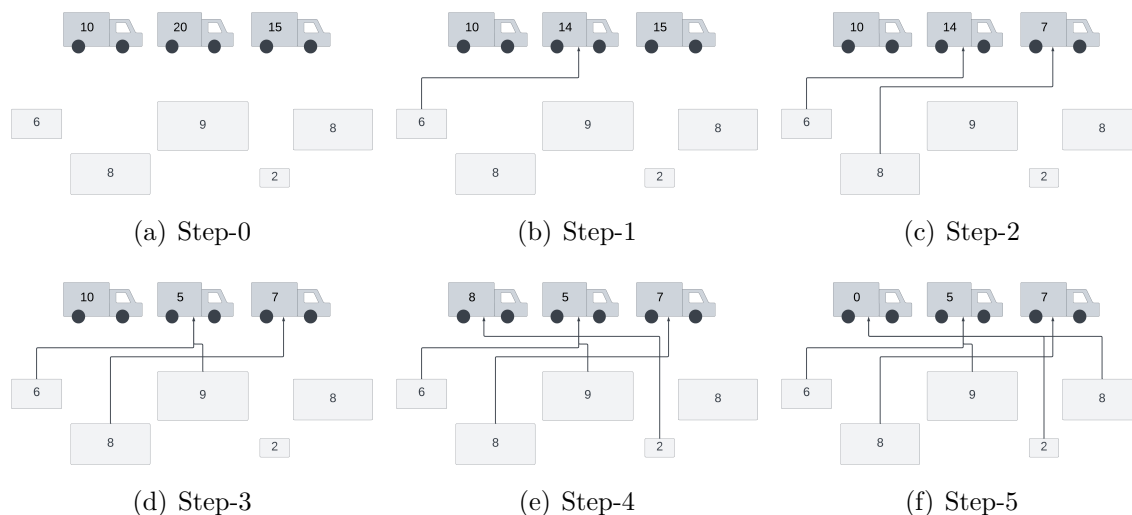 10 20 15
6 9 8
8 2
(a) Step-0
10 14 15
6 9 8
8 2
(b) Step-1
10 14 7
6 9 8
8 2
(c) Step-2
10 5 7
6 9 8
8 2
(d) Step-3
8 5 7
6 9 8
8 2
(e) Step-4
0 5 7
6 9 8
8 2
(f) Step-5